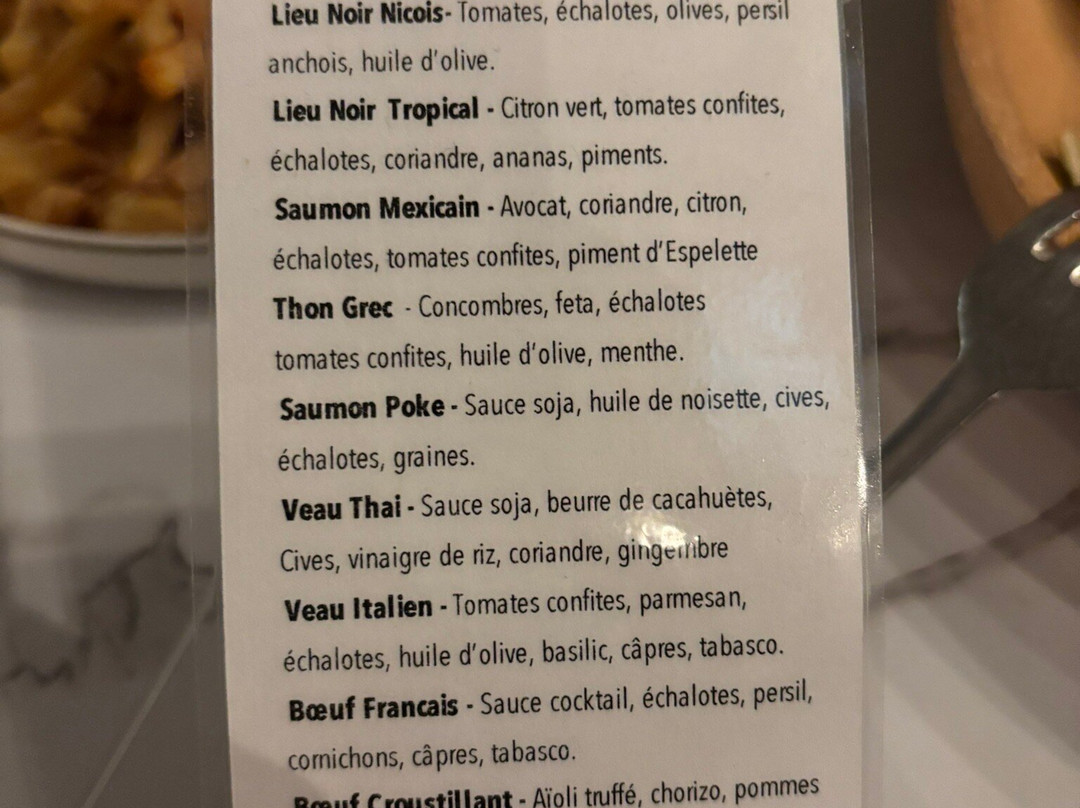 Lieu Noir Nicois- Tomates, échalotes, olives, persil
anchois, huile d'olive.
Lieu Noir Tropical - Citron vert, tomates confites,
échalotes, coriandre, ananas, piments.
Saumon Mexicain - Avocat, coriandre, citron,
échalotes, tomates confites, piment d'Espelette
Thon Grec - Concombres, feta, échalotes
tomates confites, huile d'olive, menthe.
Saumon Poke - Sauce soja, huile de noisette, cives,
échalotes, graines.
Veau Thai - Sauce soja, beurre de cacahuètes,
Cives, vinaigre de riz, coriandre, gingembre
Veau Italien - Tomates confites, parmesan,
échalotes, huile d'olive, basilic, câpres, tabasco.
Bœuf Francais - Sauce cocktail, échalotes, persil,
cornichons, câpres, tabasco.
Bœuf Croustillant - Aïoli truffé, chorizo, pommes